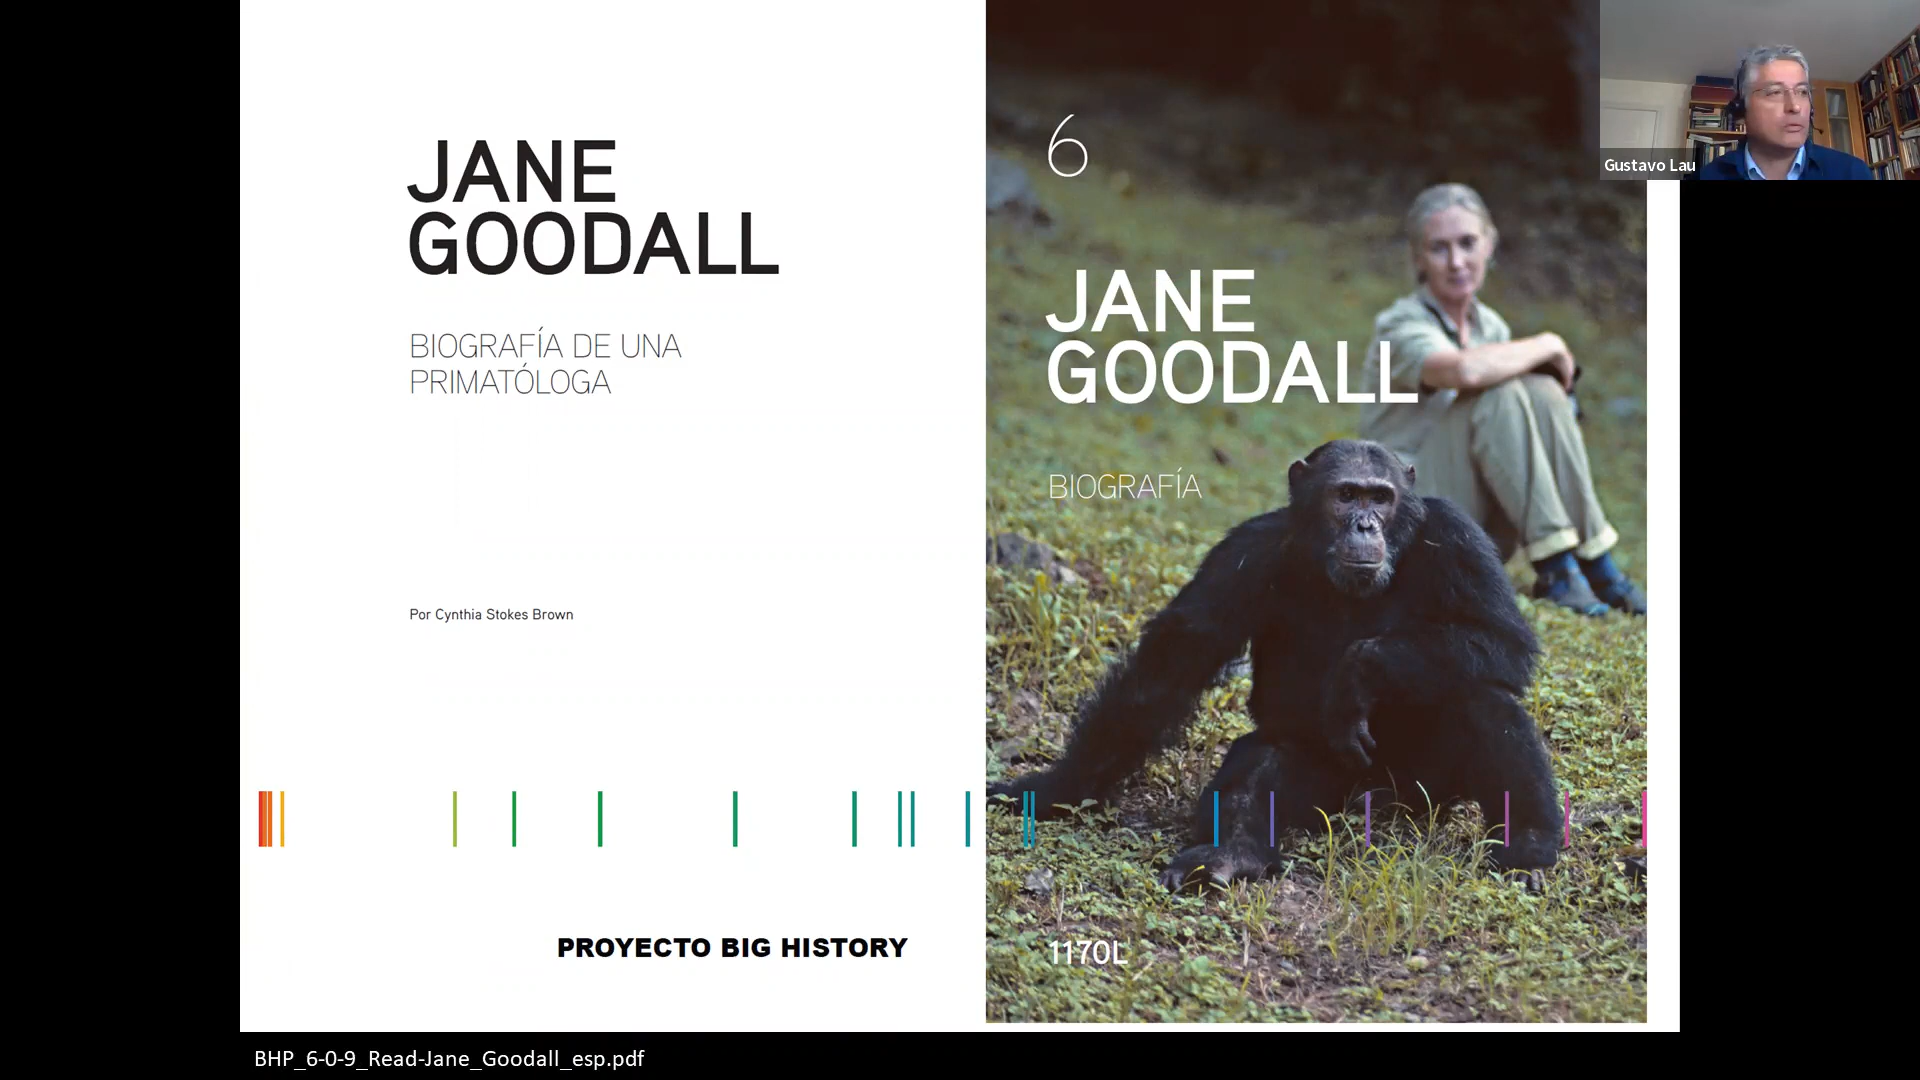 JANE
GOODALL
BIOGRAFÍA DE UNA
PRIMATÓLOGA
Por Cynthia Stokes Brown
PROYECTO BIG HISTORY
6
JANE
GOODALL
BIOGRAFÍA
1170L
Gustavo Lau
BHP_6-0-9_Read-Jane_Goodall_esp.pdf